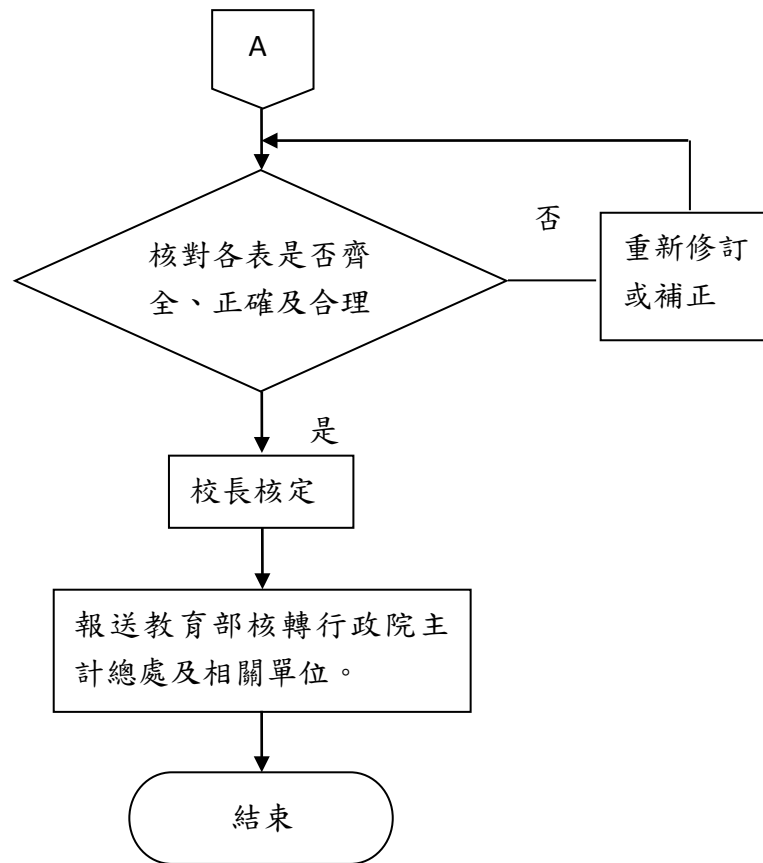 A
核對各表是否齊
全、正確及合理
否
重新修訂
或補正
是
校長核定
報送教育部核轉行政院主
計總處及相關單位。
結束